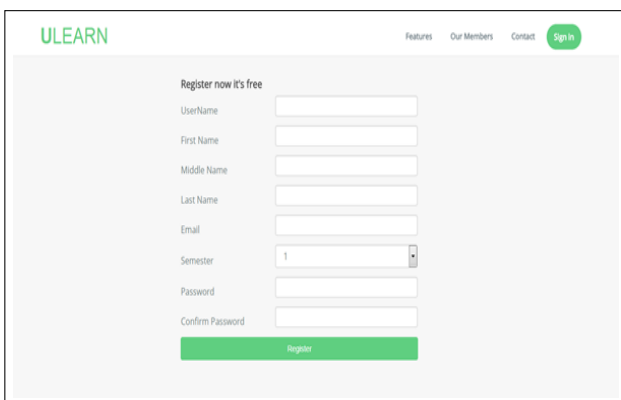 ULEARN
Features Our Members Contact Sign In
Register now it's free
UserName
First Name
Middle Name
Last Name
Email
Semester 1
Password
Confirm Password
Register